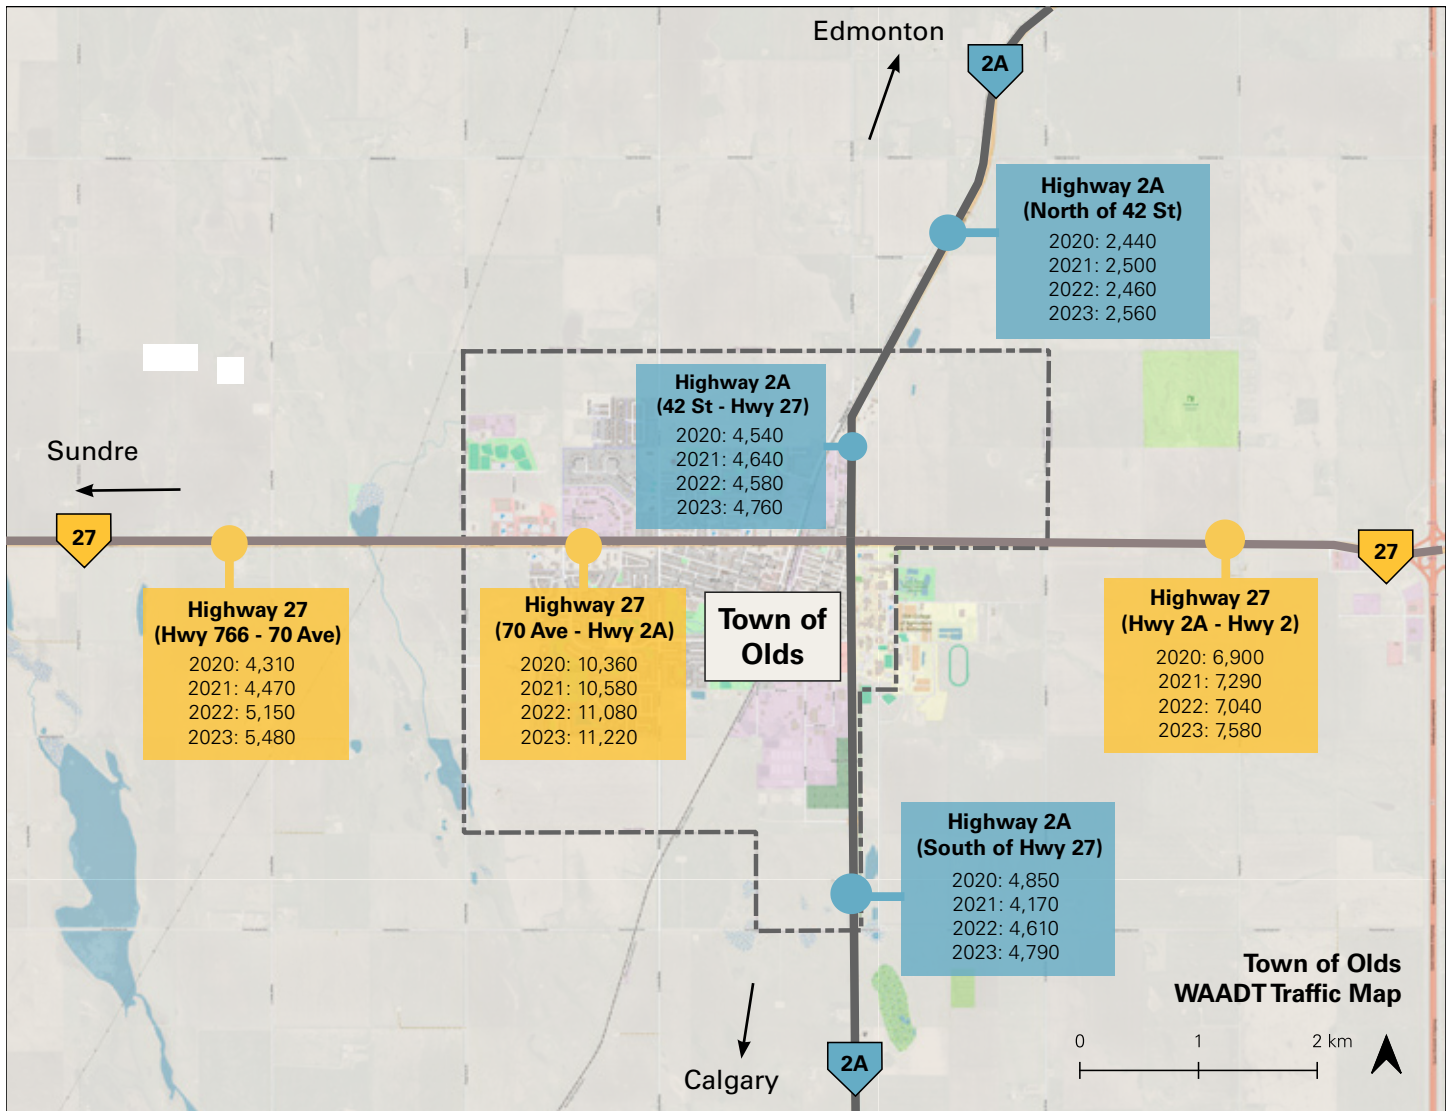 Edmonton
2A
Highway 2A
(North of 42 St)
2020: 2,440
2021: 2,500
2022: 2,460
2023: 2,560
Highway 2A
(42 St - Hwy 27)
2020: 4,540
2021: 4,640
2022: 4,580
2023: 4,760
Sundre
27
27
Highway 27
(Hwy 766 - 70 Ave)
2020: 4,310
2021: 4,470
2022: 5,150
2023: 5,480
Highway 27
(70 Ave - Hwy 2A)
2020: 10,360
2021: 10,580
2022: 11,080
2023: 11,220
Town of
Olds
Highway 27
(Hwy 2A - Hwy 2)
2020: 6,900
2021: 7,290
2022: 7,040
2023: 7,580
Highway 2A
(South of Hwy 27)
2020: 4,850
2021: 4,170
2022: 4,610
2023: 4,790
Town of Olds
WAADT Traffic Map
0 1 2 km
2A
Calgary